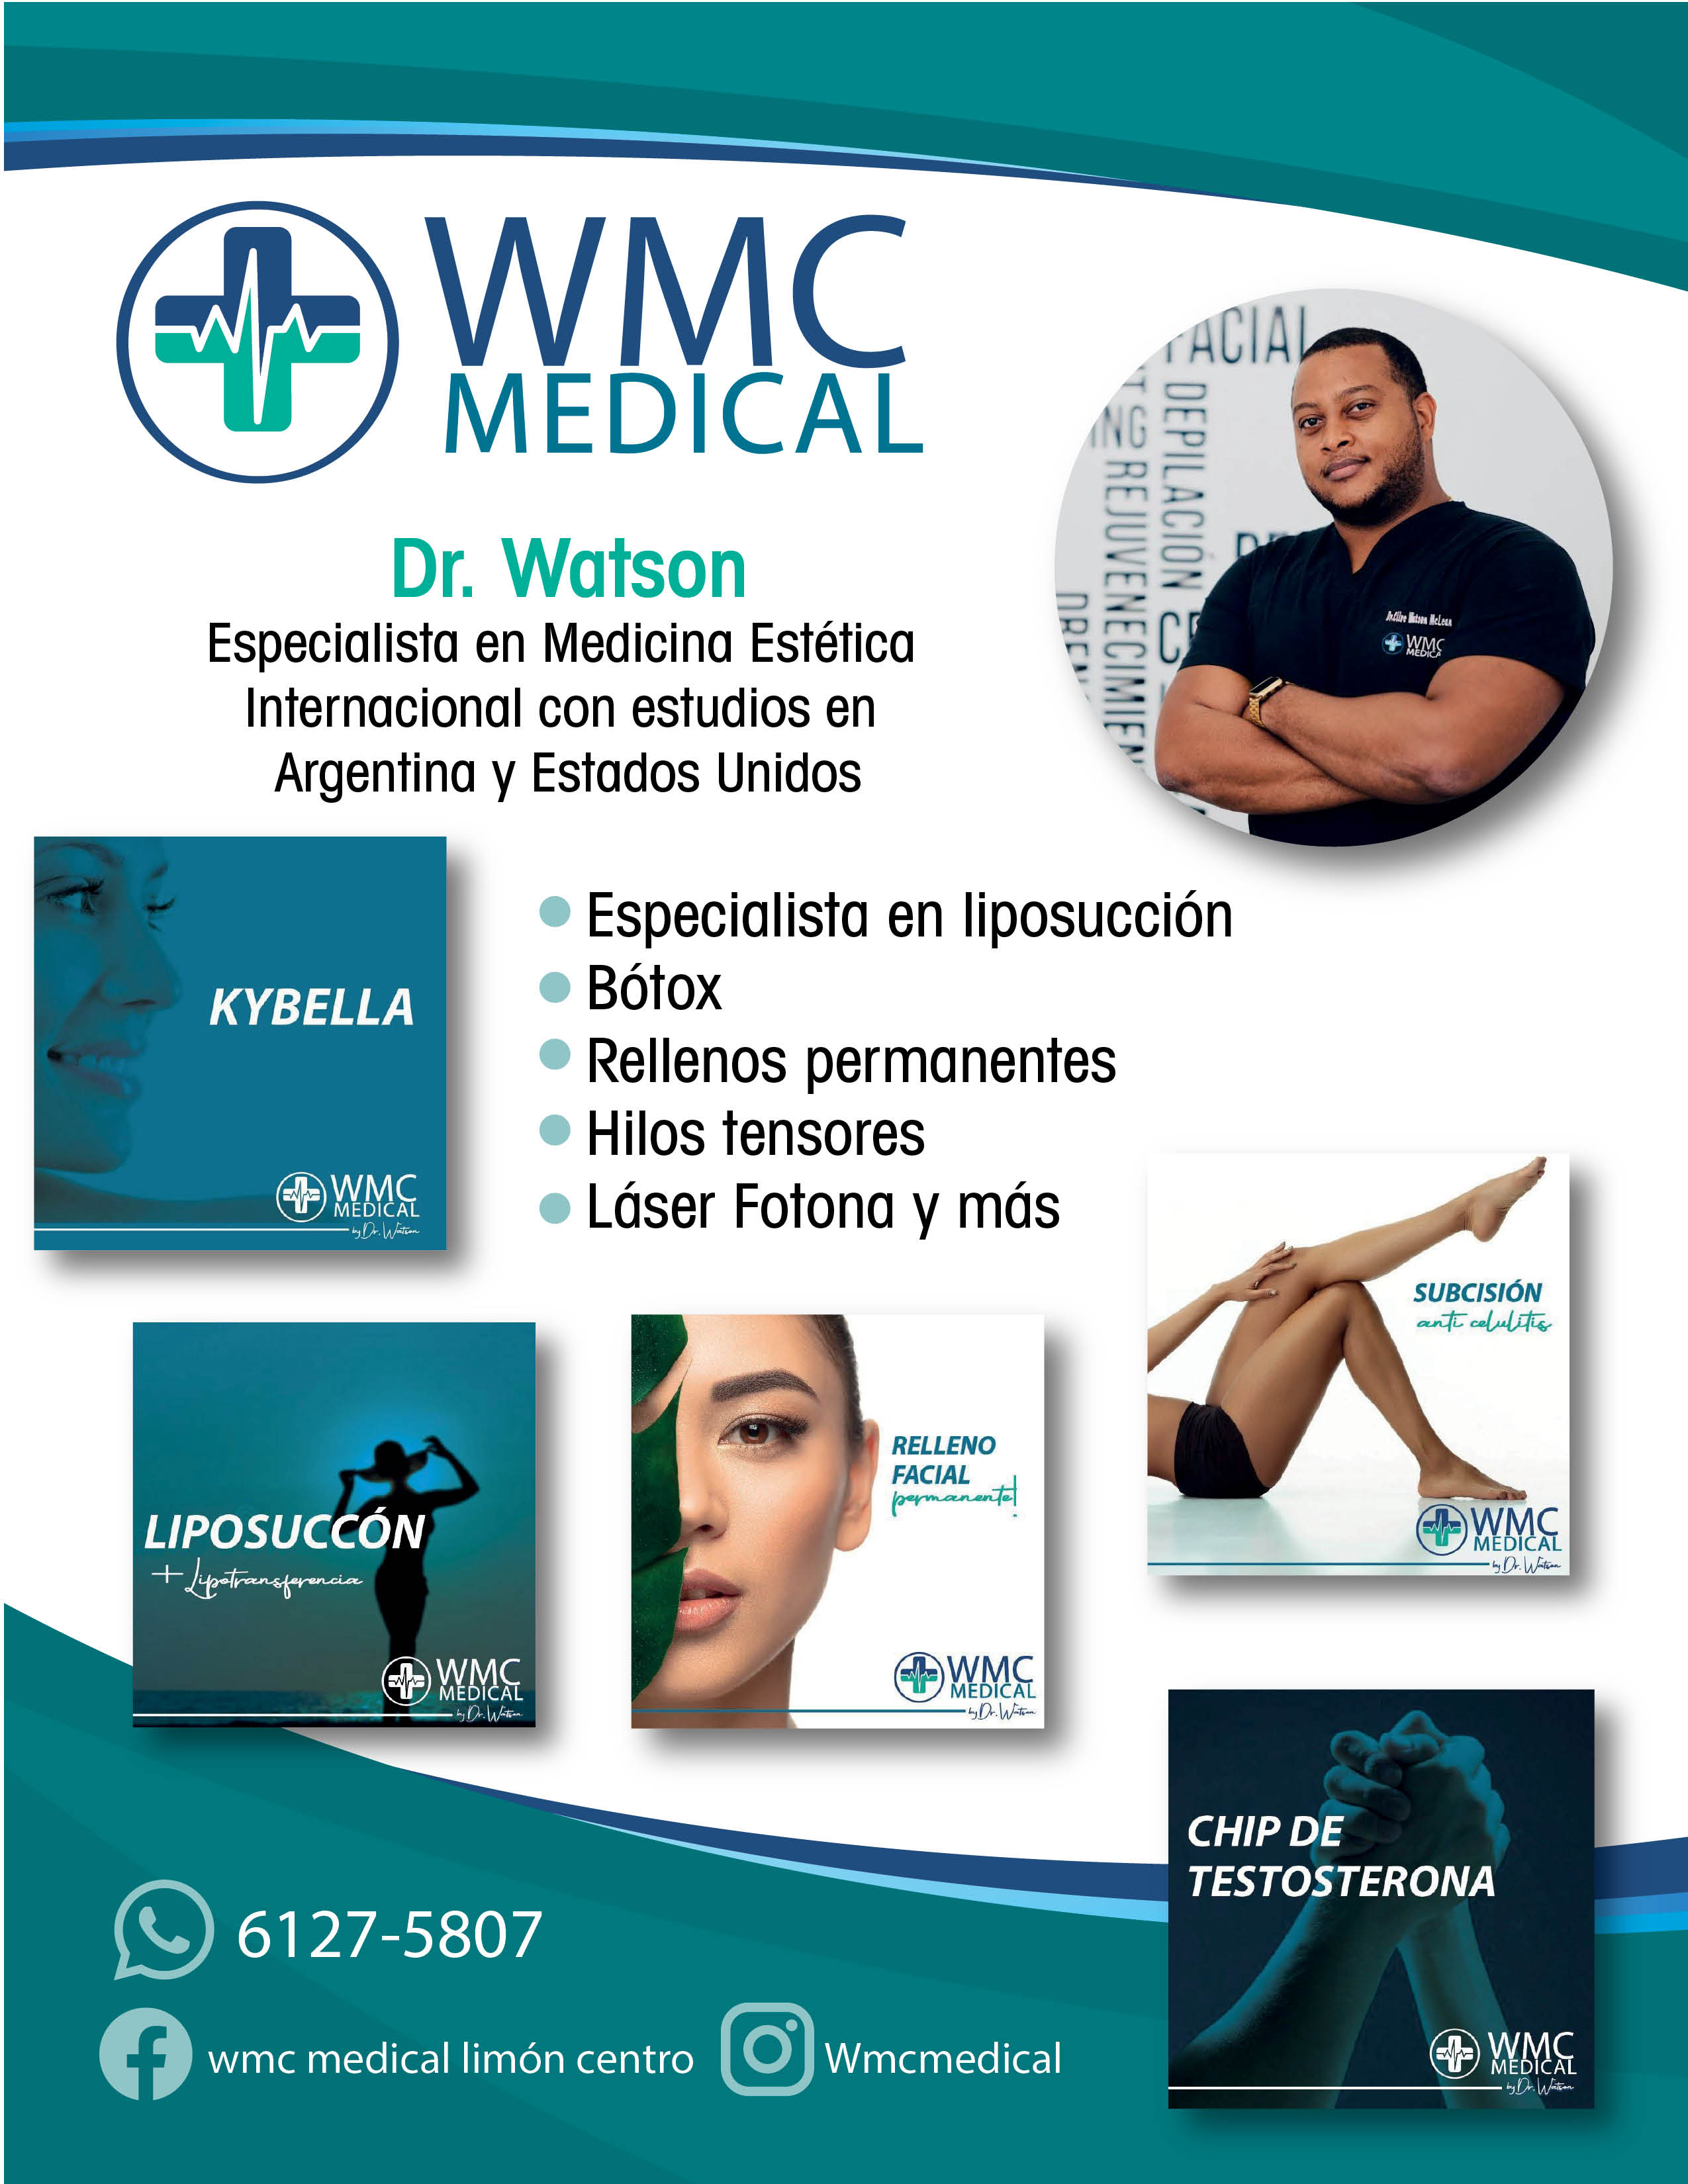 WMC
MEDICAL
FACIAL
DEPILACIÓN
REJUVENECIMIEN
Dr. Watson
Especialista en Medicina Estética
Internacional con estudios en
Argentina y Estados Unidos
WMC
MEDICA
Especialista en liposucción
Bótox
Rellenos permanentes
Hilos tensores
Láser Fotona y más
KYBELLA
WMC
MEDICAL
by Dr. Watson
SUBCISIÓN
anti celulitis
WMC
MEDICAL
by Dr. Watson
LIPOSUCCÓN
+ Lipotransferencia
WMC
MEDICAL
by Dr. Watson
RELLENO
FACIAL
permanente!
WMC
MEDICAL
by Dr. Watson
CHIP DE
TESTOSTERONA
WMC
MEDICAL
by Dr. Watson
6127-5807
wmc medical limón centro
Wmcmedical